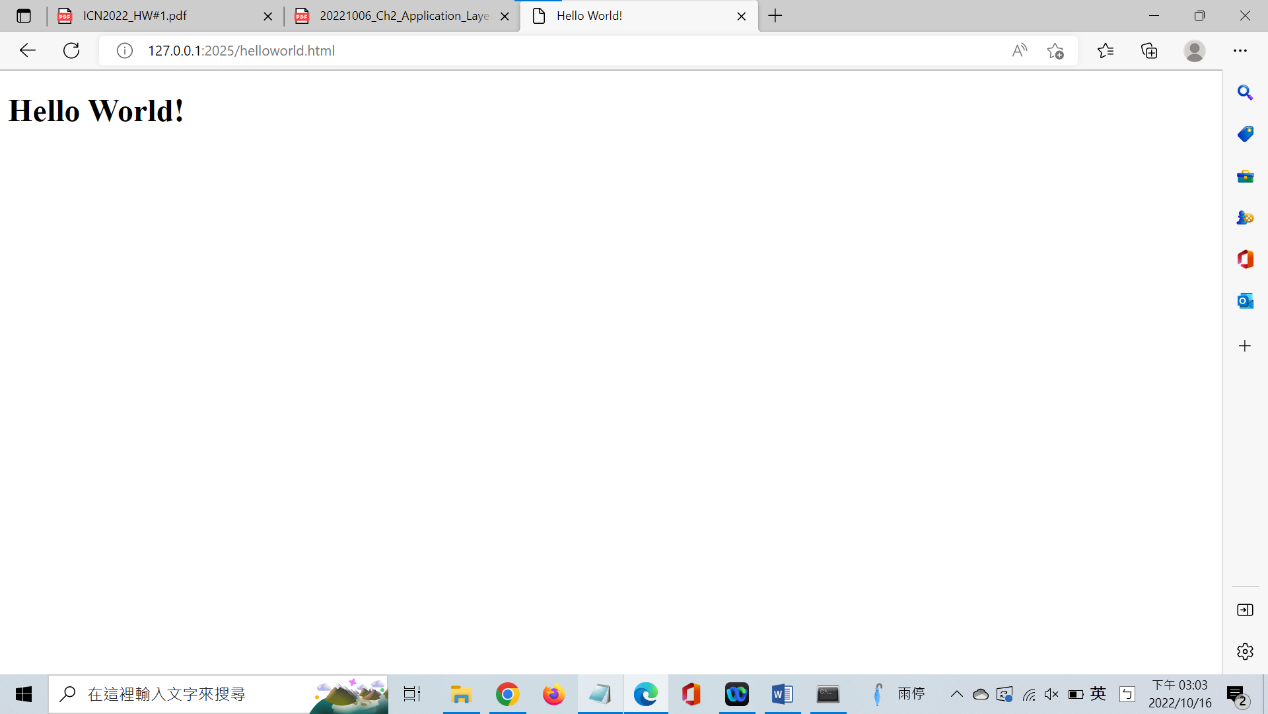 ICN2022_HW#1.pdf
20221006_Ch2_Application_Laye
Hello World!
127.0.0.1:2025/helloworld.html
Hello World!
在這裡輸入文字來搜尋
雨停
英
下午 03:03
2022/10/16
2